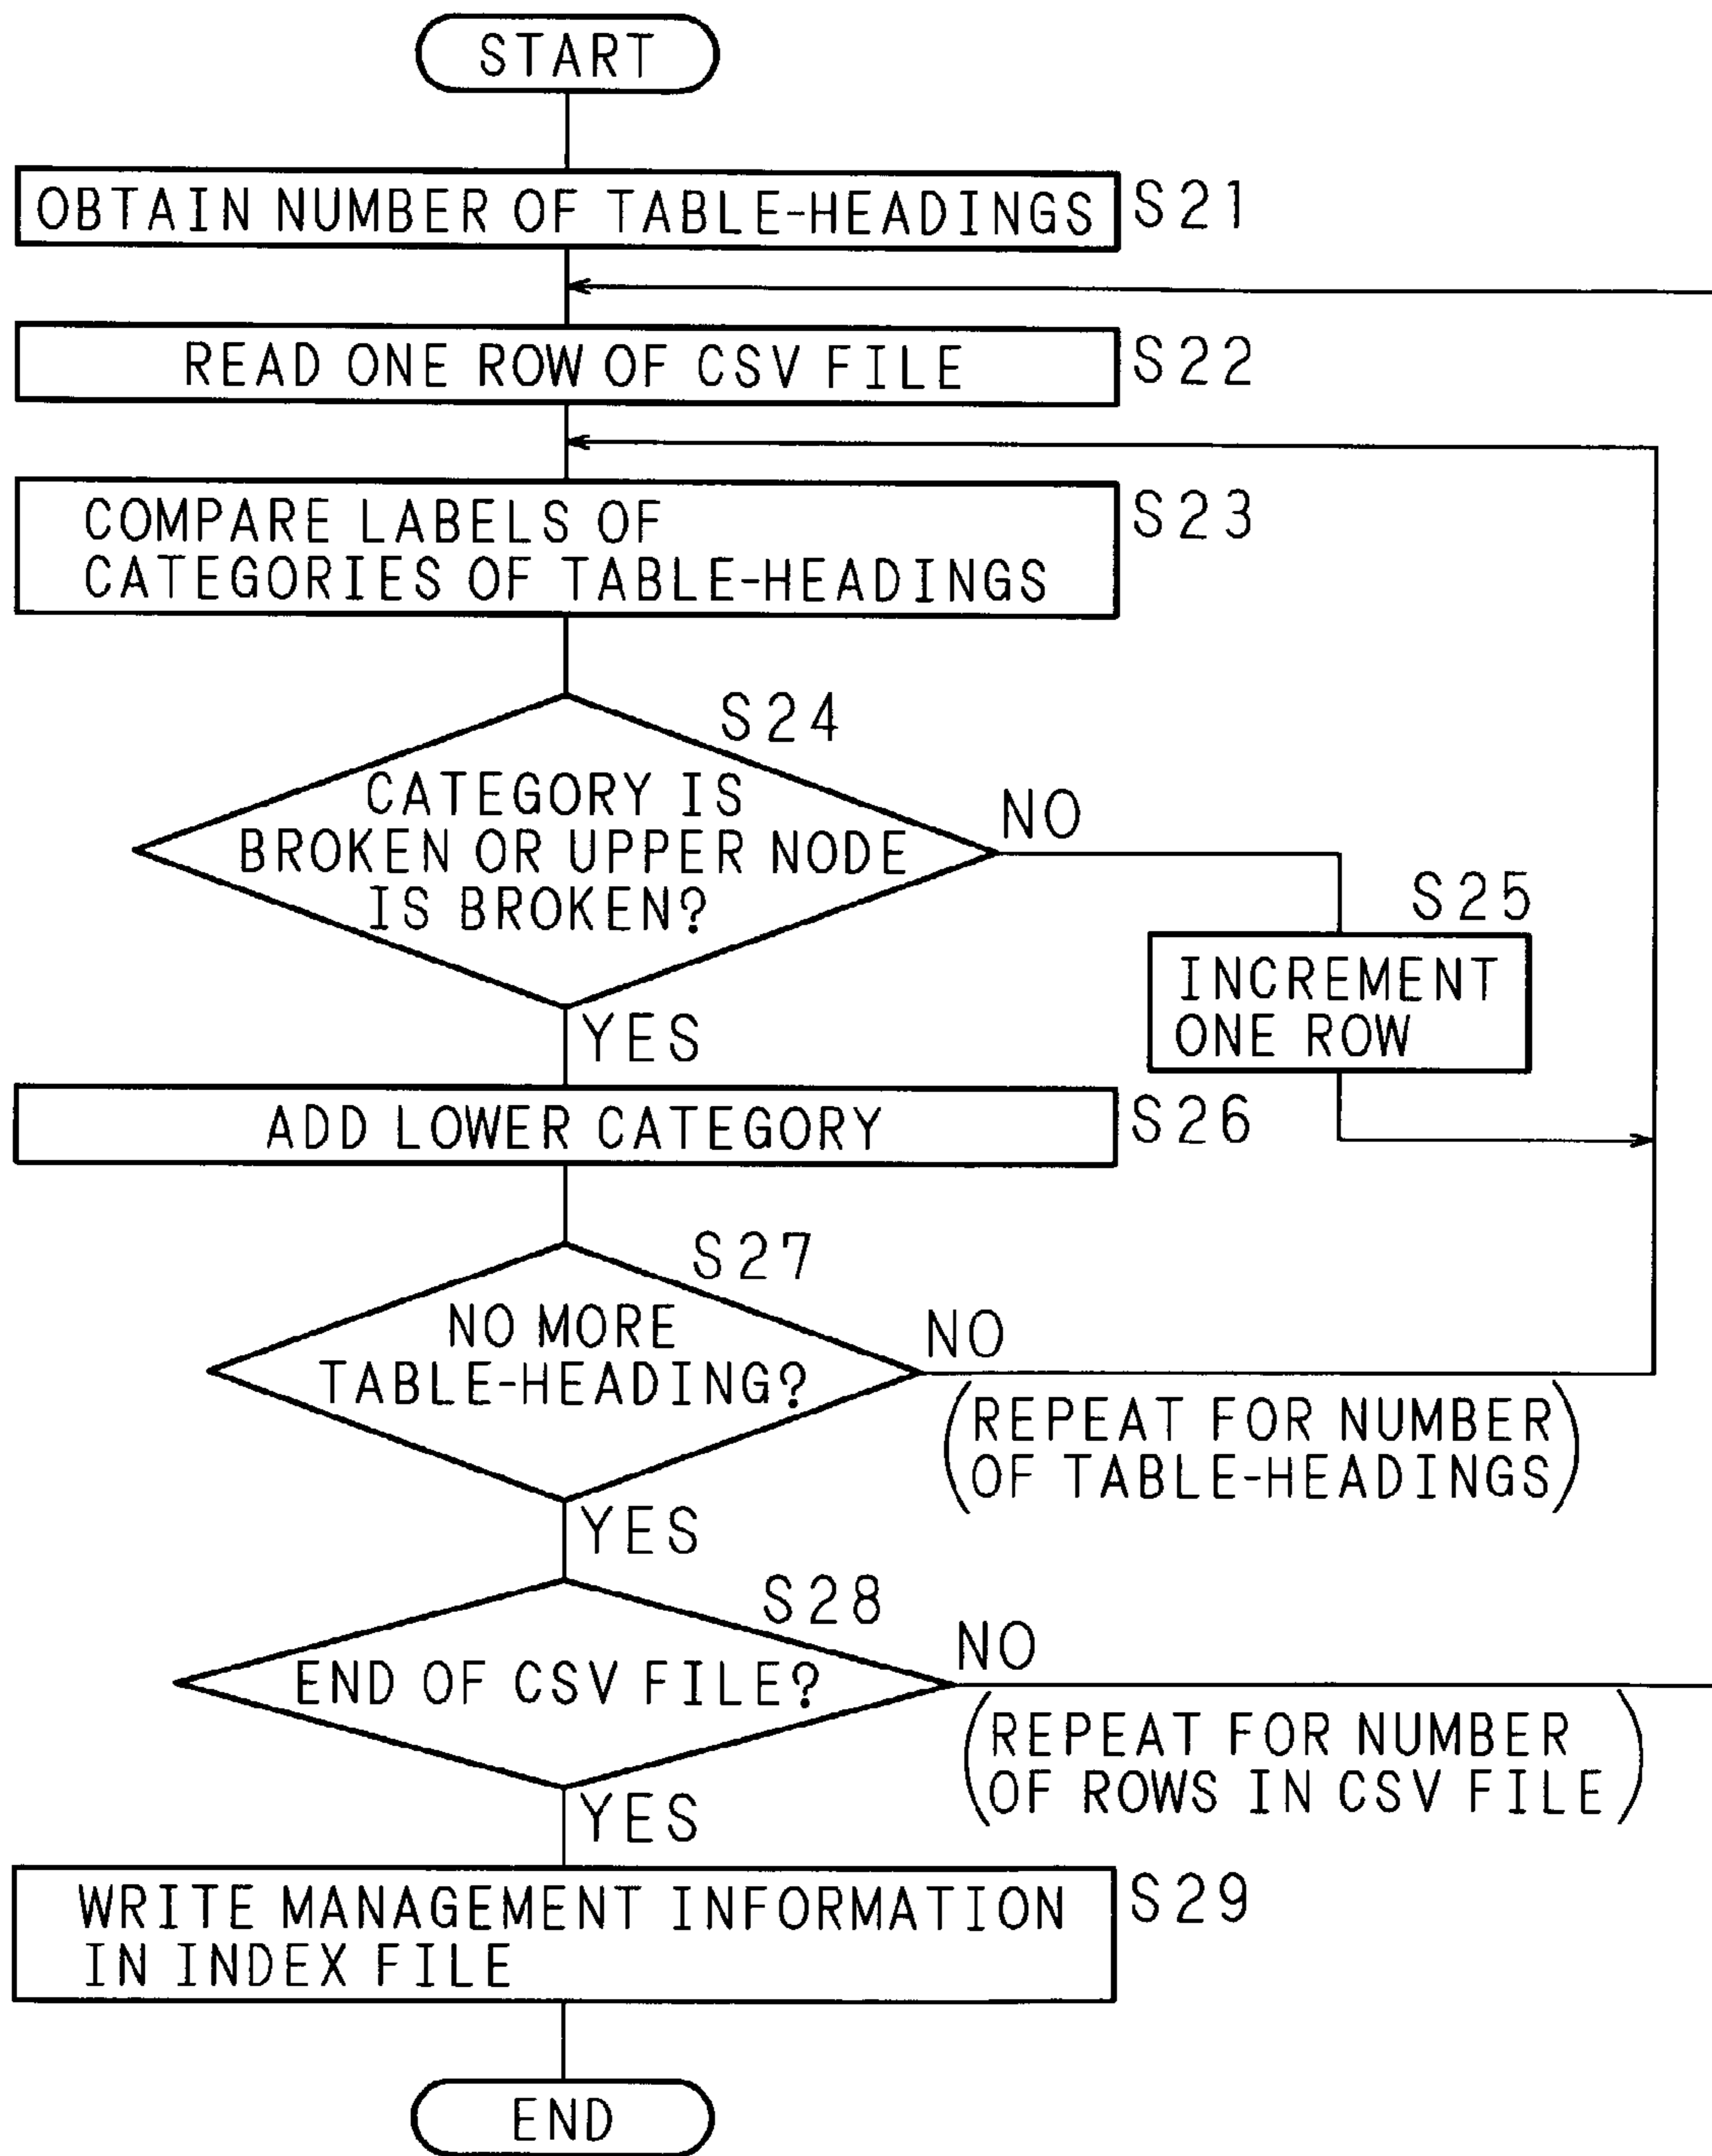 START
OBTAIN NUMBER OF TABLE-HEADINGS
S21
READ ONE ROW OF CSV FILE
S22
COMPARE LABELS OF
CATEGORIES OF TABLE-HEADINGS
S23
S24
CATEGORY IS
BROKEN OR UPPER NODE
IS BROKEN?
NO
S25
INCREMENT
ONE ROW
YES
ADD LOWER CATEGORY
S26
S27
NO MORE
TABLE-HEADING?
NO
(REPEAT FOR NUMBER
OF TABLE-HEADINGS)
YES
S28
END OF CSV FILE?
NO
(REPEAT FOR NUMBER
OF ROWS IN CSV FILE)
YES
WRITE MANAGEMENT INFORMATION
IN INDEX FILE
S29
END